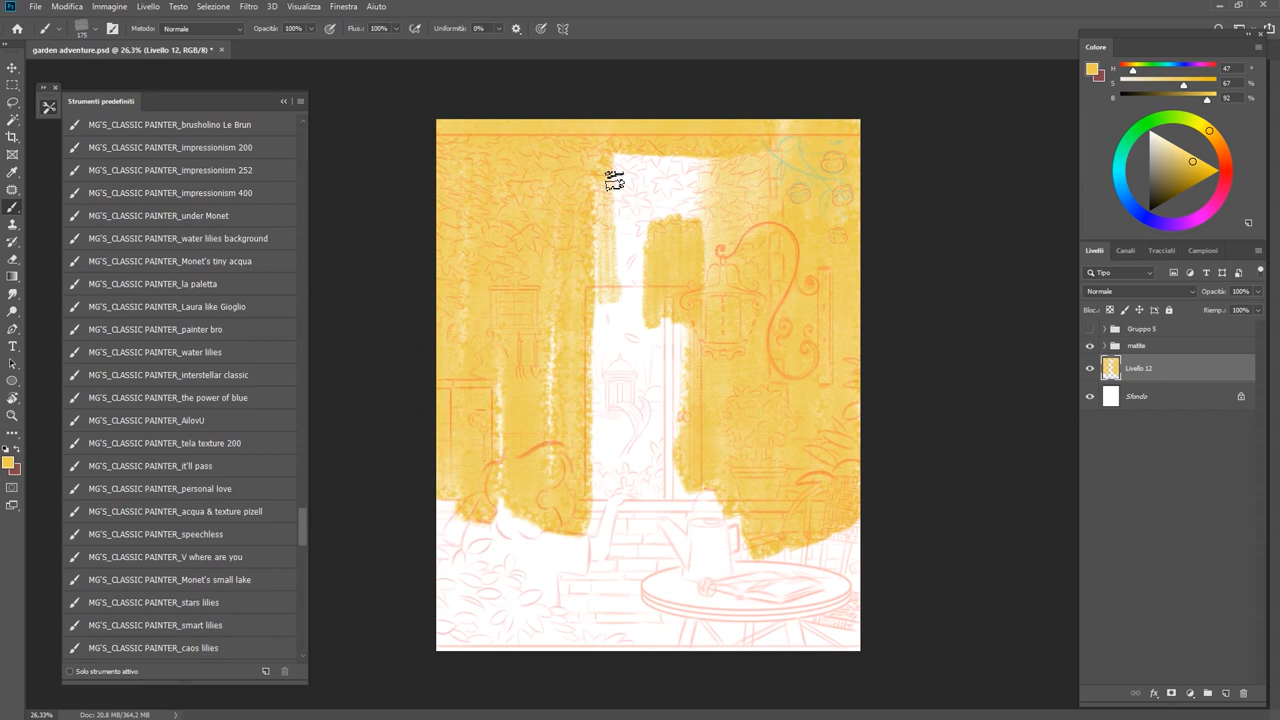 File Modifica Immagine Livello Testo Selezione Filtro 3D Visualizza Finestra Aiuto
175 Metodo: Normale Opacità: 100% Flus.: 100% Uniformità: 0%
garden adventure.psd @ 26,3% (Livello 12, RGB/8) *
Strumenti predefiniti
MG'S_CLASSIC PAINTER_brusholino Le Brun
MG'S_CLASSIC PAINTER_impressionism 200
MG'S_CLASSIC PAINTER_impressionism 252
MG'S_CLASSIC PAINTER_impressionism 400
MG'S_CLASSIC PAINTER_under Monet
MG'S_CLASSIC PAINTER_water lilies background
MG'S_CLASSIC PAINTER_Monet's tiny acqua
MG'S_CLASSIC PAINTER_la paletta
MG'S_CLASSIC PAINTER_Laura like Gioglio
MG'S_CLASSIC PAINTER_painter bro
MG'S_CLASSIC PAINTER_water lilies
MG'S_CLASSIC PAINTER_interstellar classic
MG'S_CLASSIC PAINTER_the power of blue
MG'S_CLASSIC PAINTER_AilovU
MG'S_CLASSIC PAINTER_tela texture 200
MG'S_CLASSIC PAINTER_it'll pass
MG'S_CLASSIC PAINTER_personal love
MG'S_CLASSIC PAINTER_acqua & texture pizell
MG'S_CLASSIC PAINTER_speechless
MG'S_CLASSIC PAINTER_V where are you
MG'S_CLASSIC PAINTER_Monet's small lake
MG'S_CLASSIC PAINTER_stars lilies
MG'S_CLASSIC PAINTER_smart lilies
MG'S_CLASSIC PAINTER_caos lilies
Solo strumento attivo
Colore
H 47 °
S 67 %
B 92 %
Livelli Canali Tracciati Campioni
Tipo
Normale Opacità: 100%
Bloc.: Riemp.: 100%
Gruppo 5
matite
Livello 12
Sfondo
26,33% Doc: 20,8 MB/364,2 MB